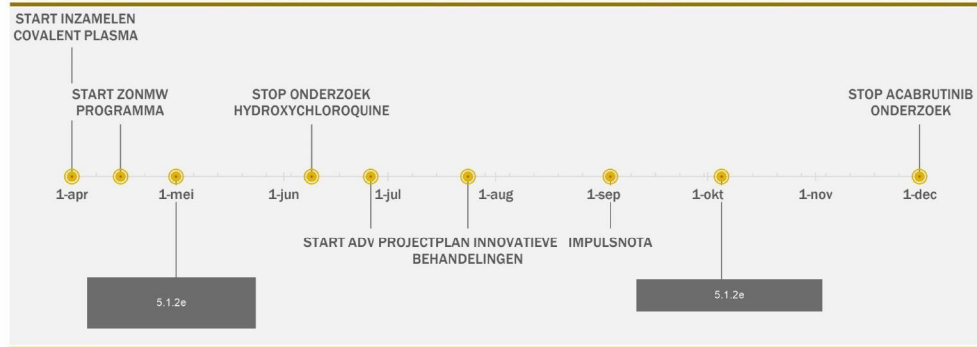 START INZAMELEN
COVALENT PLASMA
START ZONMW
PROGRAMMA
STOP ONDERZOEK
HYDROXYCHLOROQUINE
STOP ACABRUTINIB
ONDERZOEK
1-apr 1-mei 1-jun 1-jul 1-aug 1-sep 1-okt 1-nov 1-dec
START ADV PROJECTPLAN INNOVATIEVE IMPULSNOTA
BEHANDELINGEN
5.1.2e
5.1.2e